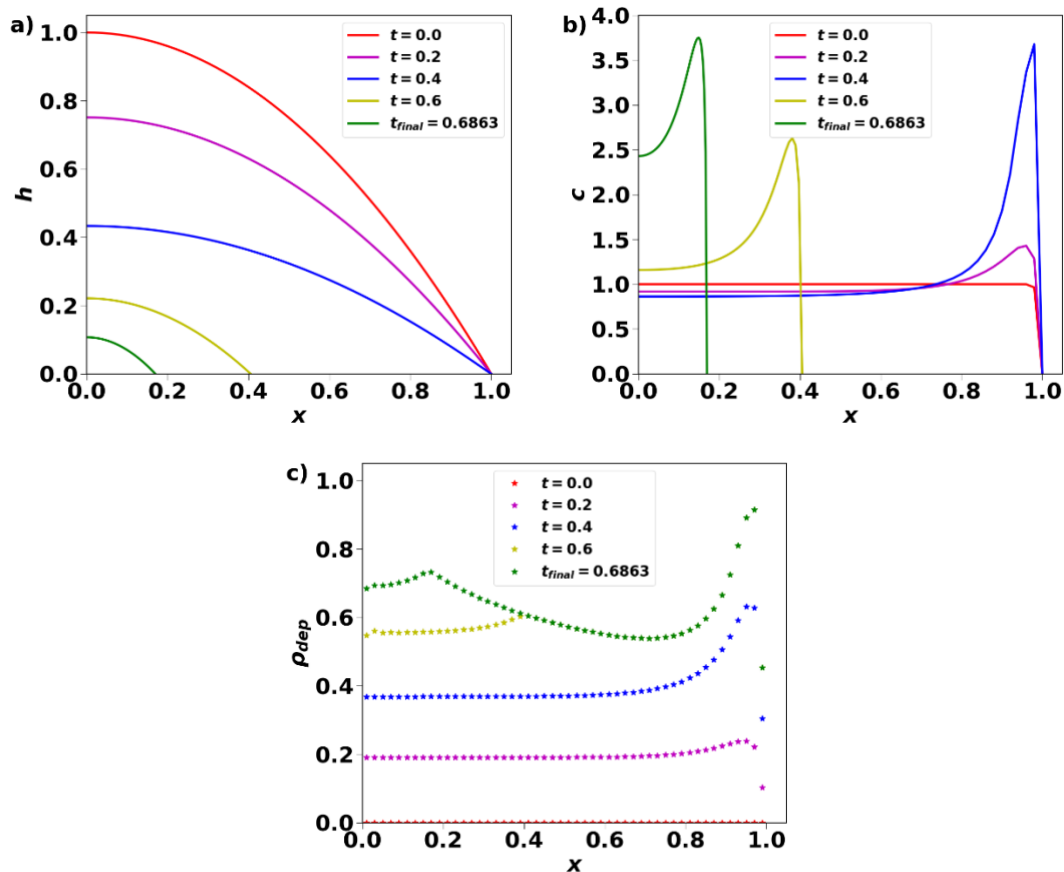 a)
1.0
0.8
0.6
0.4
0.2
0.0
h
0.0 0.2 0.4 0.6 0.8 1.0
x
t = 0.0
t = 0.2
t = 0.4
t = 0.6
t_final = 0.6863
b)
4.0
3.5
3.0
2.5
2.0
1.5
1.0
0.5
0.0
c
0.0 0.2 0.4 0.6 0.8 1.0
x
t = 0.0
t = 0.2
t = 0.4
t = 0.6
t_final = 0.6863
c)
1.0
0.8
0.6
0.4
0.2
0.0
ρ_dep
0.0 0.2 0.4 0.6 0.8 1.0
x
t = 0.0
t = 0.2
t = 0.4
t = 0.6
t_final = 0.6863